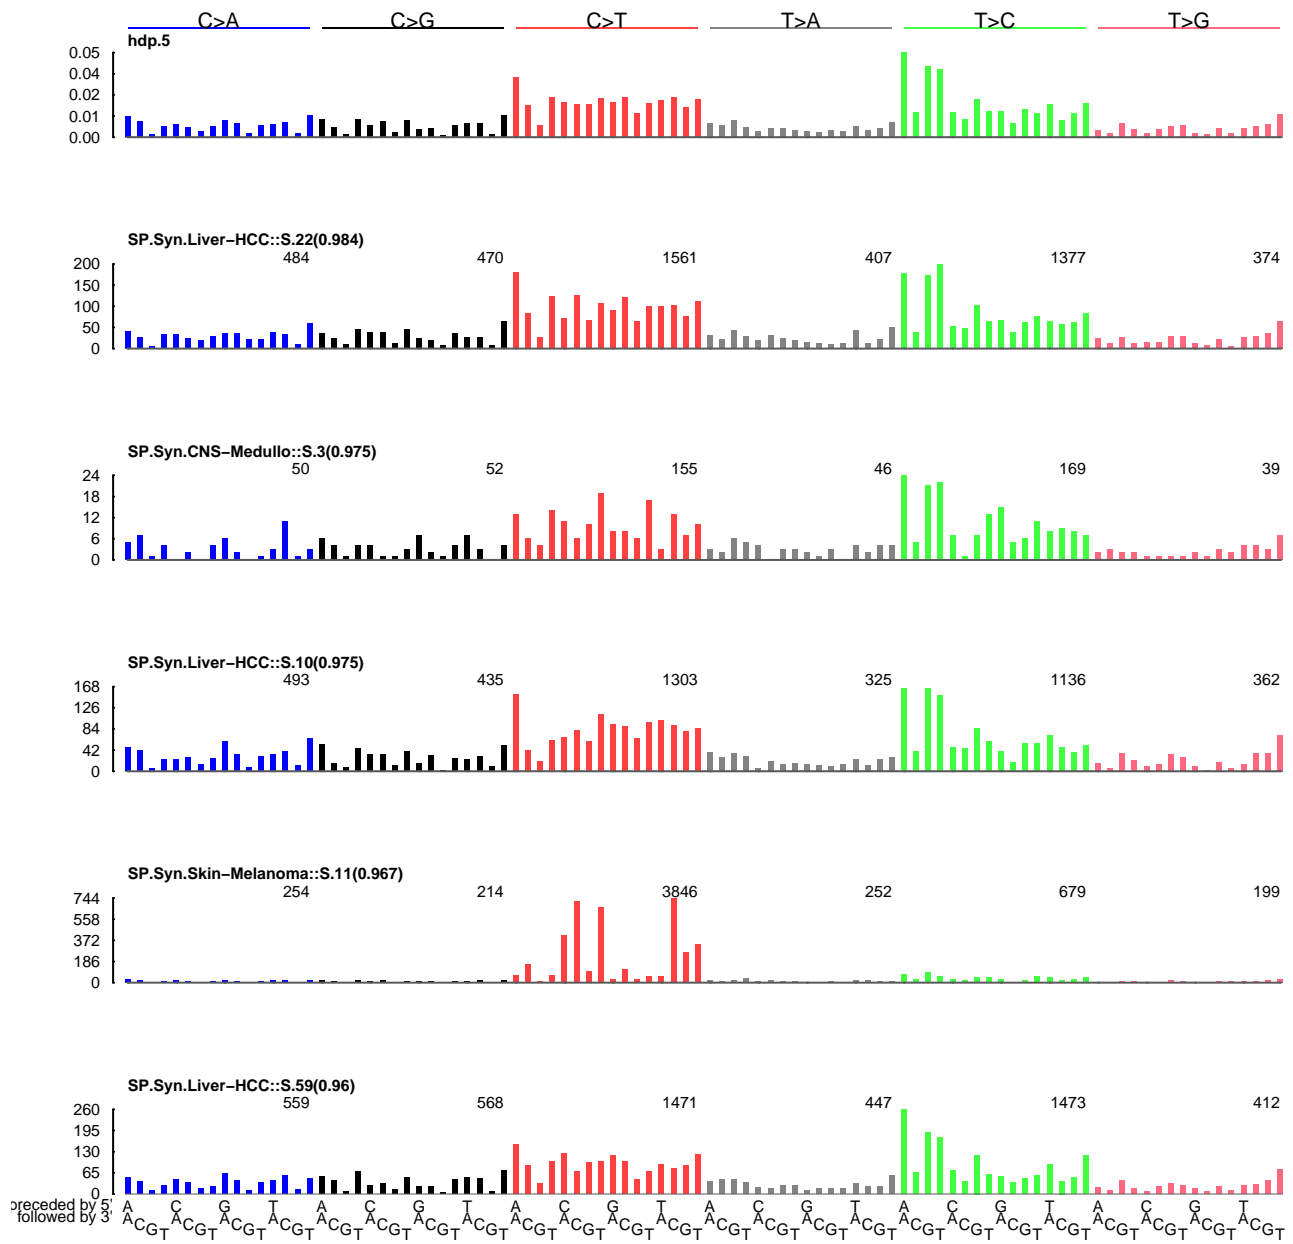 C>A C>G C>T T>A T>C T>G
hdp.5
0.05
0.04
0.02
0.01
0.00
SP.Syn.Liver−HCC::S.22(0.984)
484 470 1561 407 1377 374
200
150
100
50
0
SP.Syn.CNS−Medullo::S.3(0.975)
50 52 155 46 169 39
24
18
12
6
0
SP.Syn.Liver−HCC::S.10(0.975)
493 435 1303 325 1136 362
168
126
84
42
0
SP.Syn.Skin−Melanoma::S.11(0.967)
254 214 3846 252 679 199
744
558
372
186
0
SP.Syn.Liver−HCC::S.59(0.96)
559 568 1471 447 1473 412
260
195
130
65
0
preceded by 5' A C G T A C G T A C G T A C G T A C G T A C G T
followed by 3' ACGTACGTACGTACGTACGTACGTACGTACGTACGTACGTACGTACGTACGTACGTACGTACGTACGTACGTACGTACGTACGTACGTACGTACGT